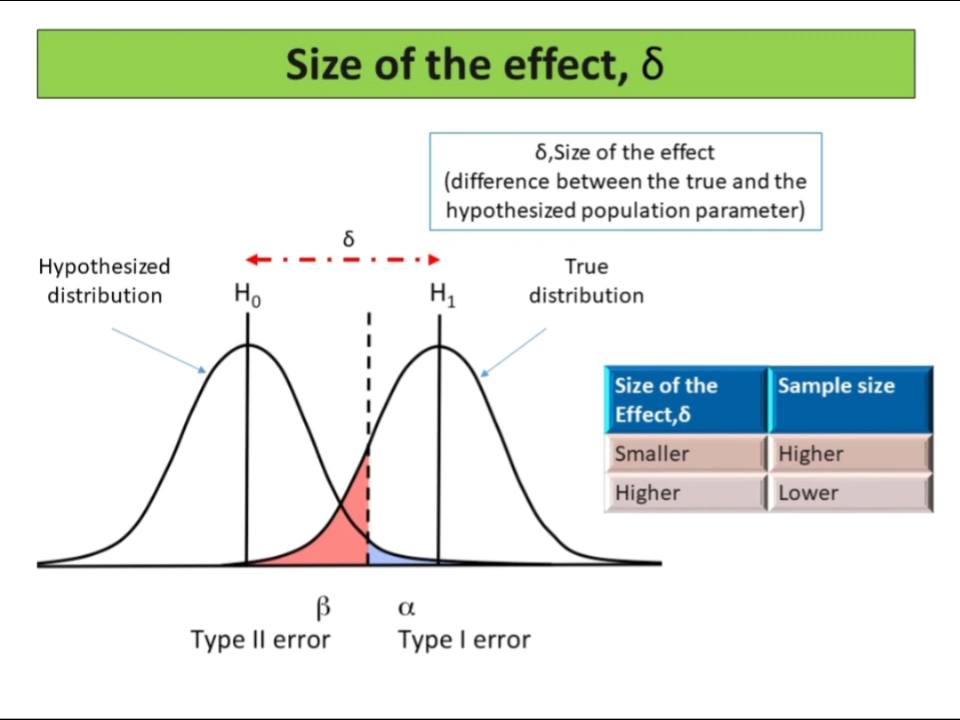 Size of the effect, δ
δ,Size of the effect
(difference between the true and the
hypothesized population parameter)
δ
Hypothesized
distribution
H₀
H₁
True
distribution
Size of the
Effect,δ
Sample size
Smaller
Higher
Higher
Lower
β
Type II error
α
Type I error